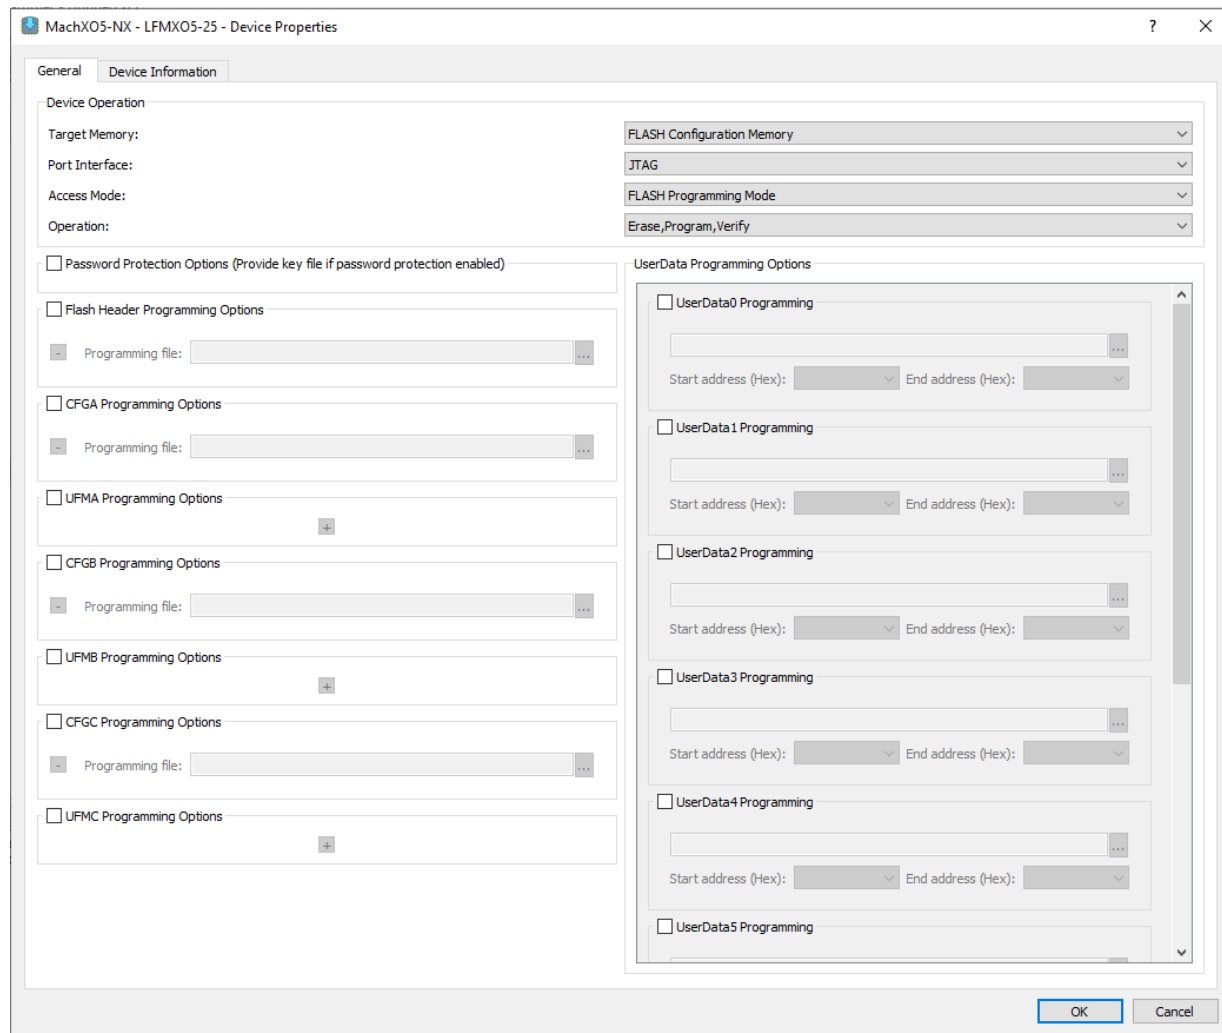 MachXO5-NX - LFMXO5-25 - Device Properties ? X
General Device Information
Device Operation
Target Memory: FLASH Configuration Memory
Port Interface: JTAG
Access Mode: FLASH Programming Mode
Operation: Erase,Program,Verify
Password Protection Options (Provide key file if password protection enabled)
Flash Header Programming Options
- Programming file: ...
CFGA Programming Options
- Programming file: ...
UFMA Programming Options
+
CFGB Programming Options
- Programming file: ...
UFMB Programming Options
+
CFGC Programming Options
- Programming file: ...
UFMC Programming Options
+
UserData Programming Options
UserData0 Programming
...
Start address (Hex): End address (Hex):
UserData1 Programming
...
Start address (Hex): End address (Hex):
UserData2 Programming
...
Start address (Hex): End address (Hex):
UserData3 Programming
...
Start address (Hex): End address (Hex):
UserData4 Programming
...
Start address (Hex): End address (Hex):
UserData5 Programming
OK Cancel